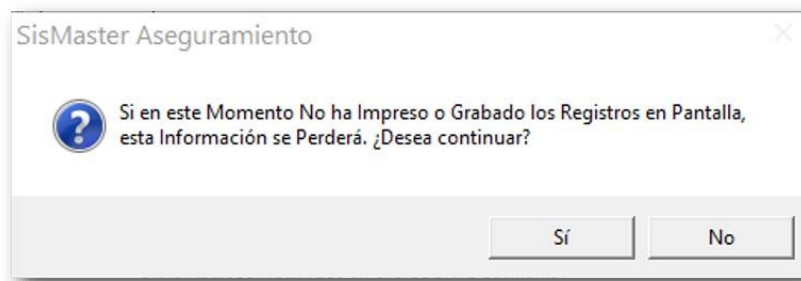 SisMaster Aseguramiento
Si en este Momento No ha Impreso o Grabado los Registros en Pantalla,
esta Información se Perderá. ¿Desea continuar?
Sí
No